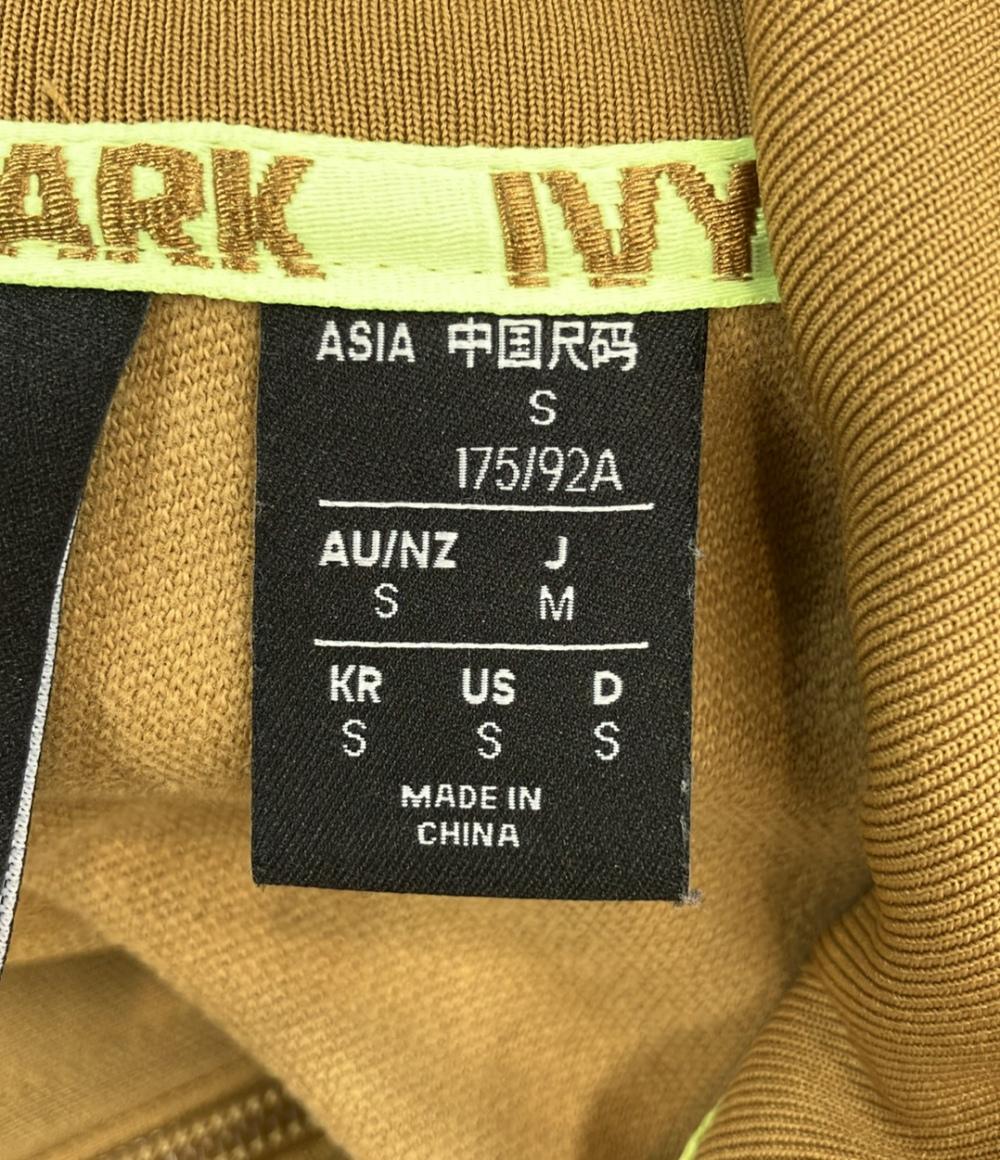 ARK IVY
ASIA 中国尺码
S
175/92A
AU/NZ J
S M
KR US D
S S S
MADE IN
CHINA